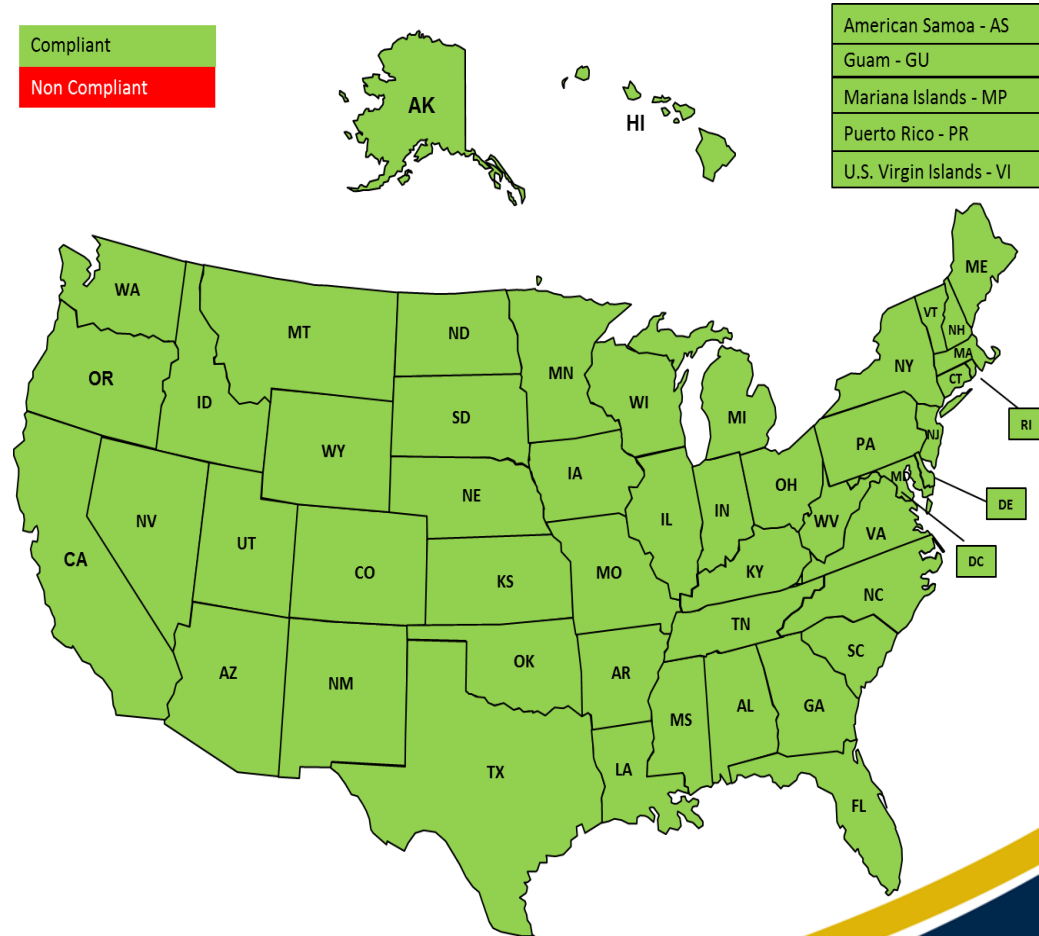 Compliant
Non Compliant
American Samoa - AS
Guam - GU
Mariana Islands - MP
Puerto Rico - PR
U.S. Virgin Islands - VI
AK
HI
WA
MT
ND
MN
ME
VT
NH
MA
CT
RI
NY
OR
ID
SD
WI
MI
WY
PA
NJ
IA
NE
OH
MD
DE
NV
IL
IN
WV
VA
DC
UT
CO
CA
KS
MO
KY
NC
TN
OK
AR
SC
AZ
NM
MS
AL
GA
TX
LA
FL